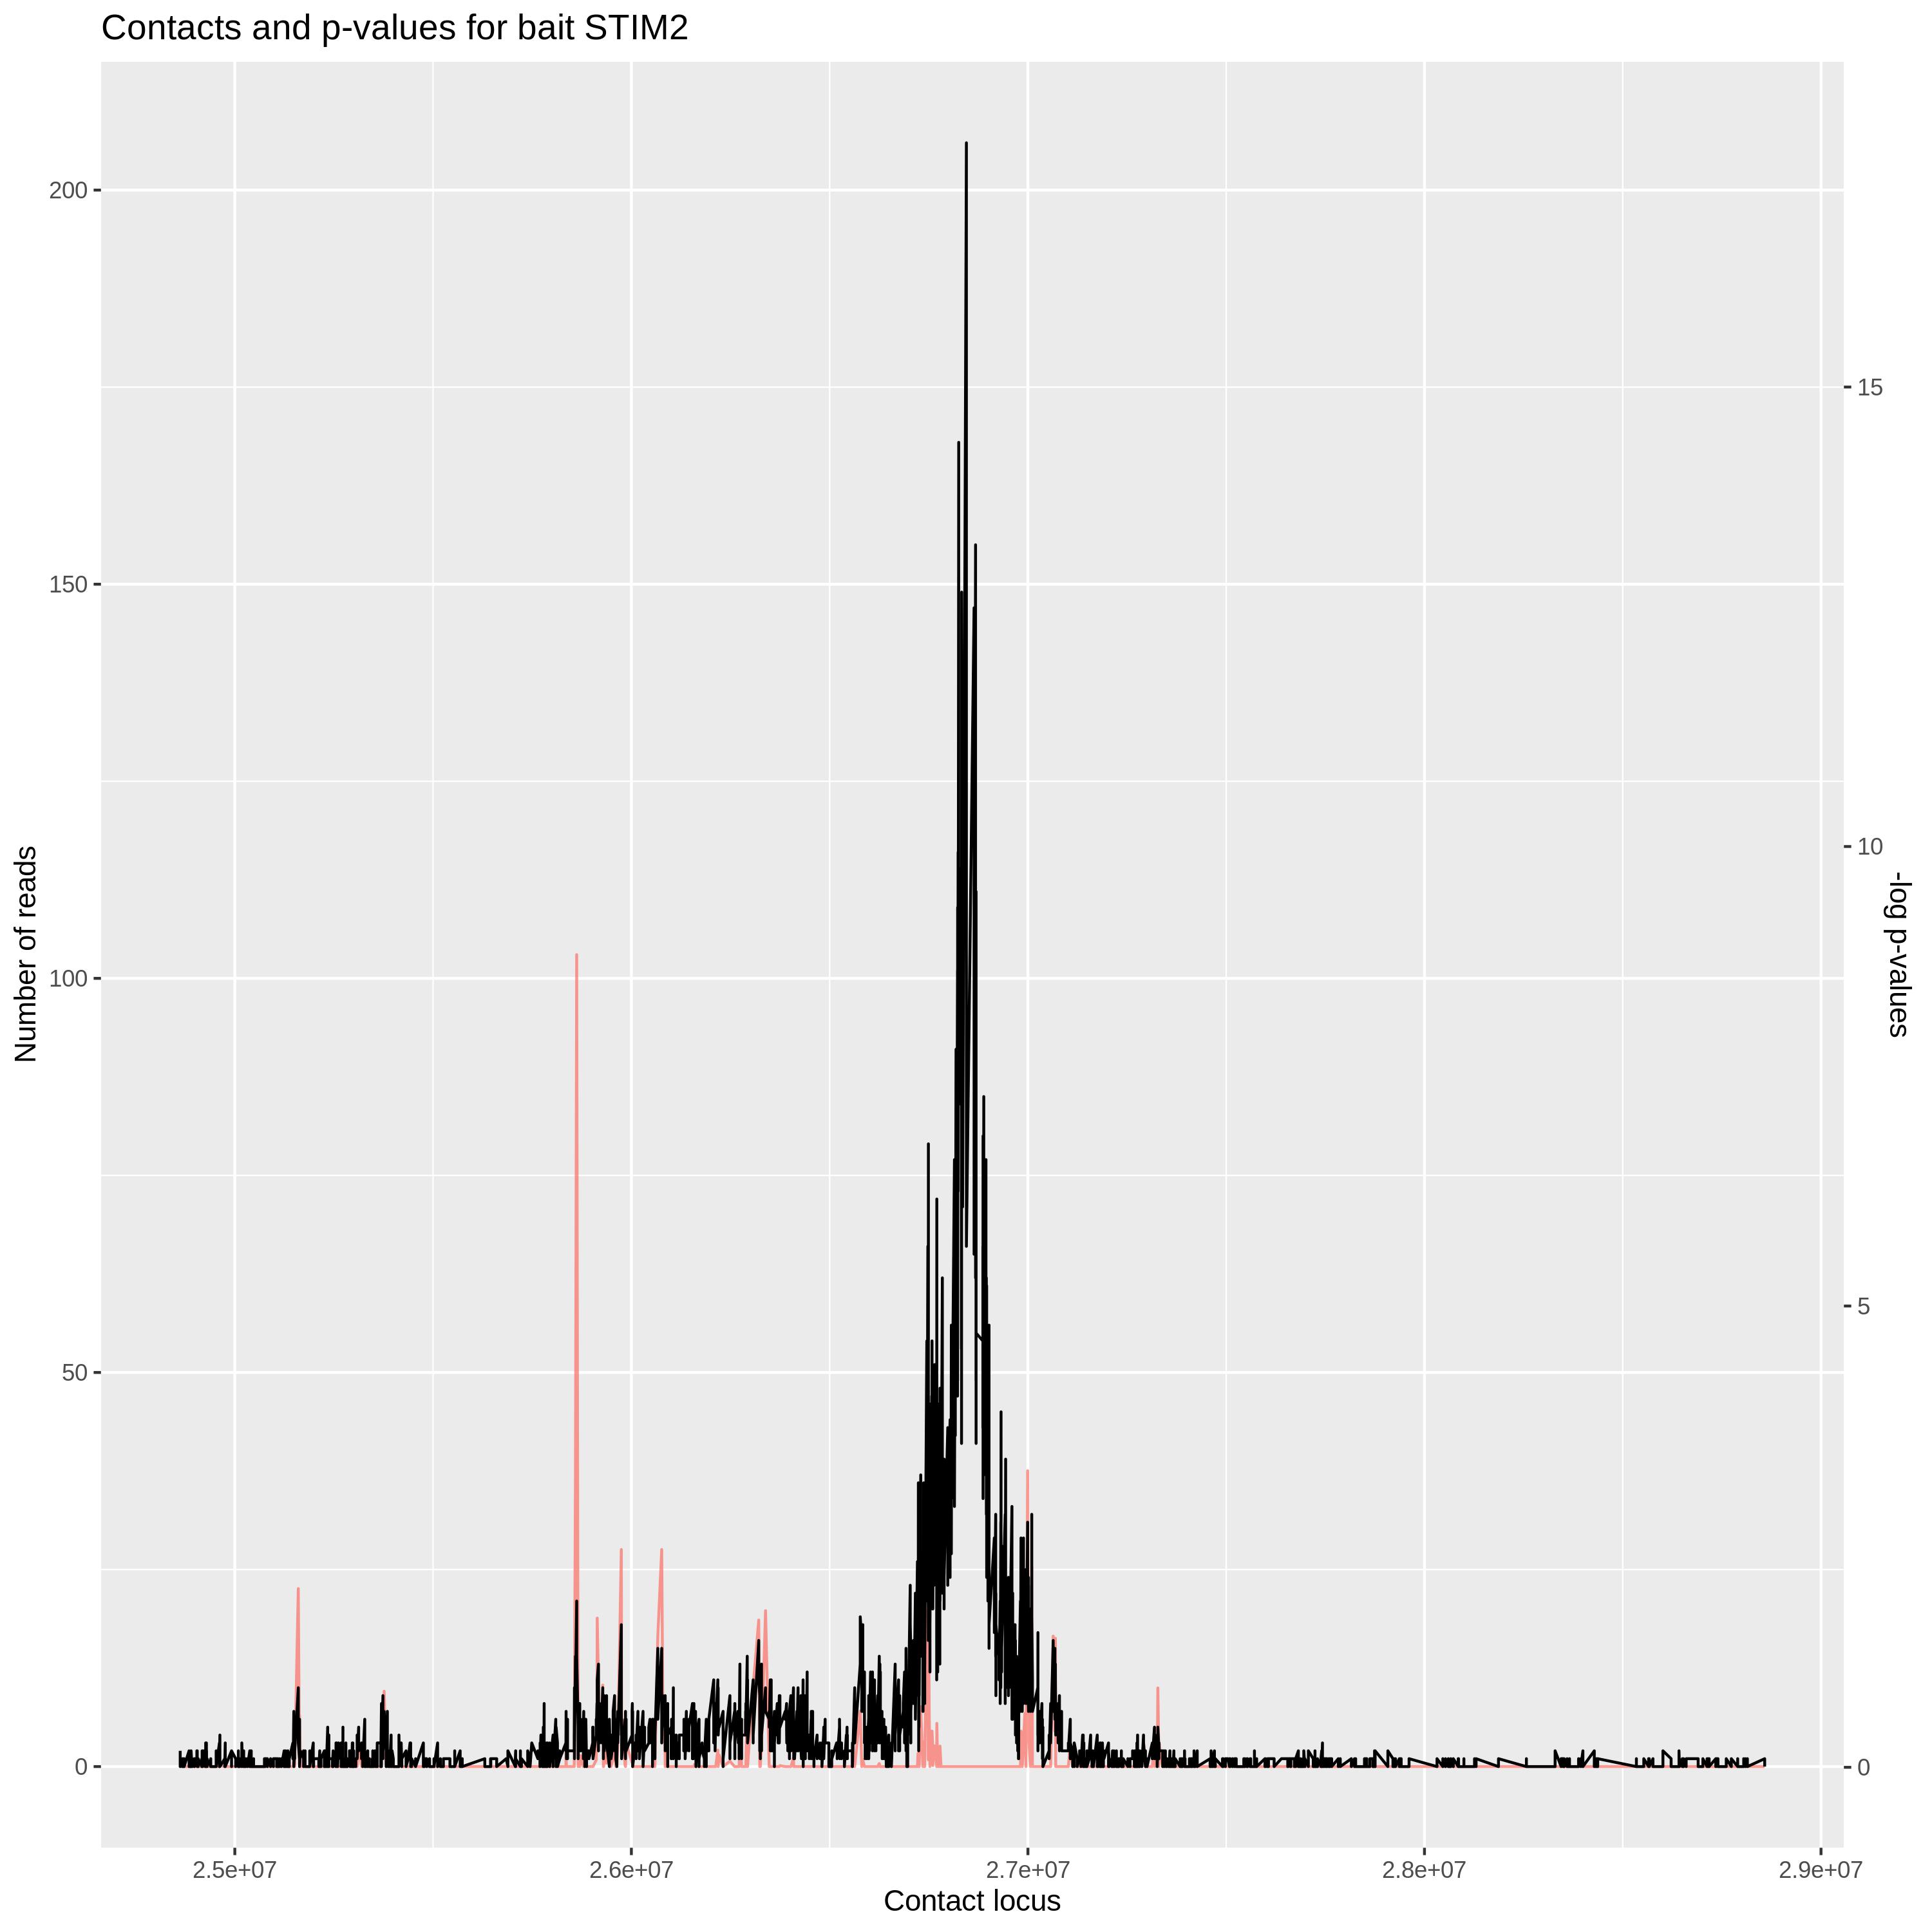 Contacts and p-values for bait STIM2
200
150
100
50
0
Number of reads
15
10
5
0
-log p-values
2.5e+07
2.6e+07
2.7e+07
2.8e+07
2.9e+07
Contact locus